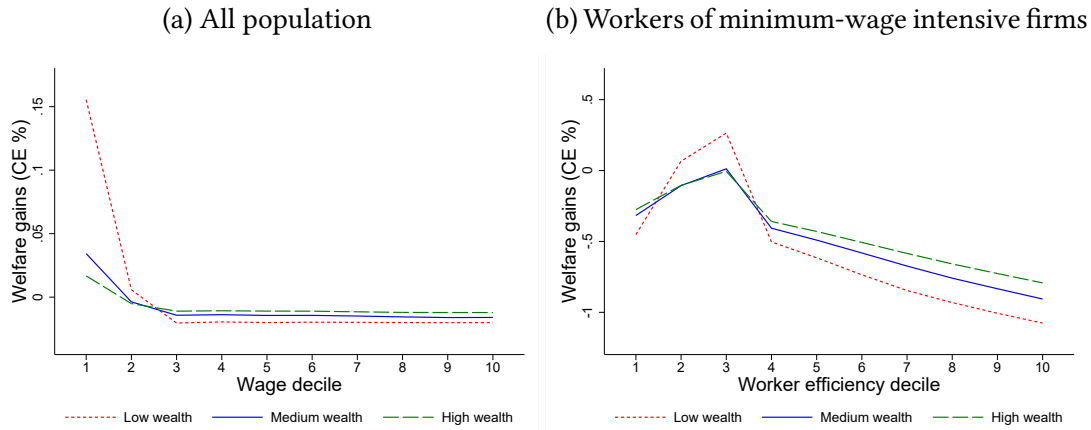 (a) All population
Welfare gains (CE %)
.15
.1
.05
0
1 2 3 4 5 6 7 8 9 10
Wage decile
Low wealth Medium wealth High wealth
(b) Workers of minimum-wage intensive firms
Welfare gains (CE %)
.5
0
-.5
-1
1 2 3 4 5 6 7 8 9 10
Worker efficiency decile
Low wealth Medium wealth High wealth